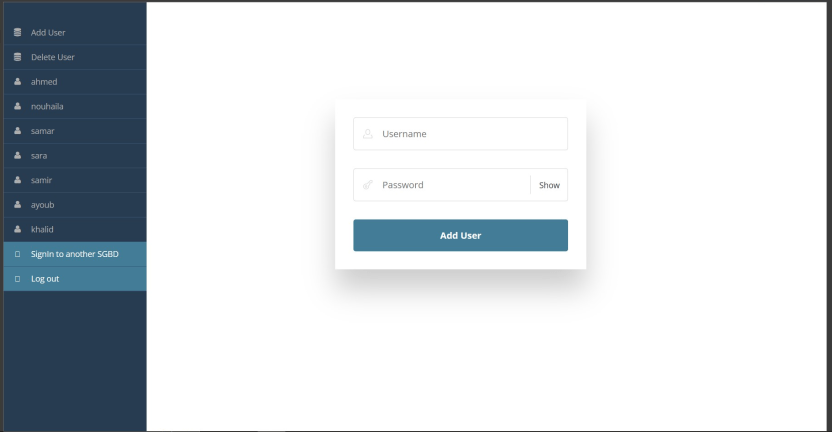 Add User
Delete User
ahmed
nouhaila
samar
sara
samir
ayoub
khalid
SignIn to another SGBD
Log out
Username
Password
Show
Add User